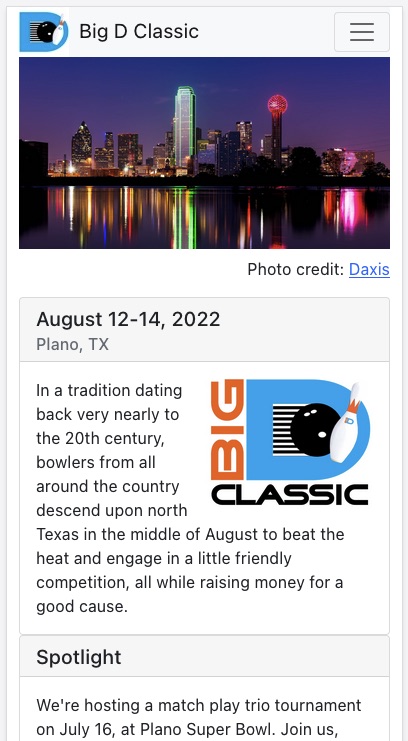 Big D Classic
Photo credit: Daxis
August 12-14, 2022
Plano, TX
In a tradition dating
back very nearly to
the 20th century,
bowlers from all
around the country
descend upon north
Texas in the middle of August to beat the
heat and engage in a little friendly
competition, all while raising money for a
good cause.
BIG
D
CLASSIC
Spotlight
We're hosting a match play trio tournament
on July 16, at Plano Super Bowl. Join us,